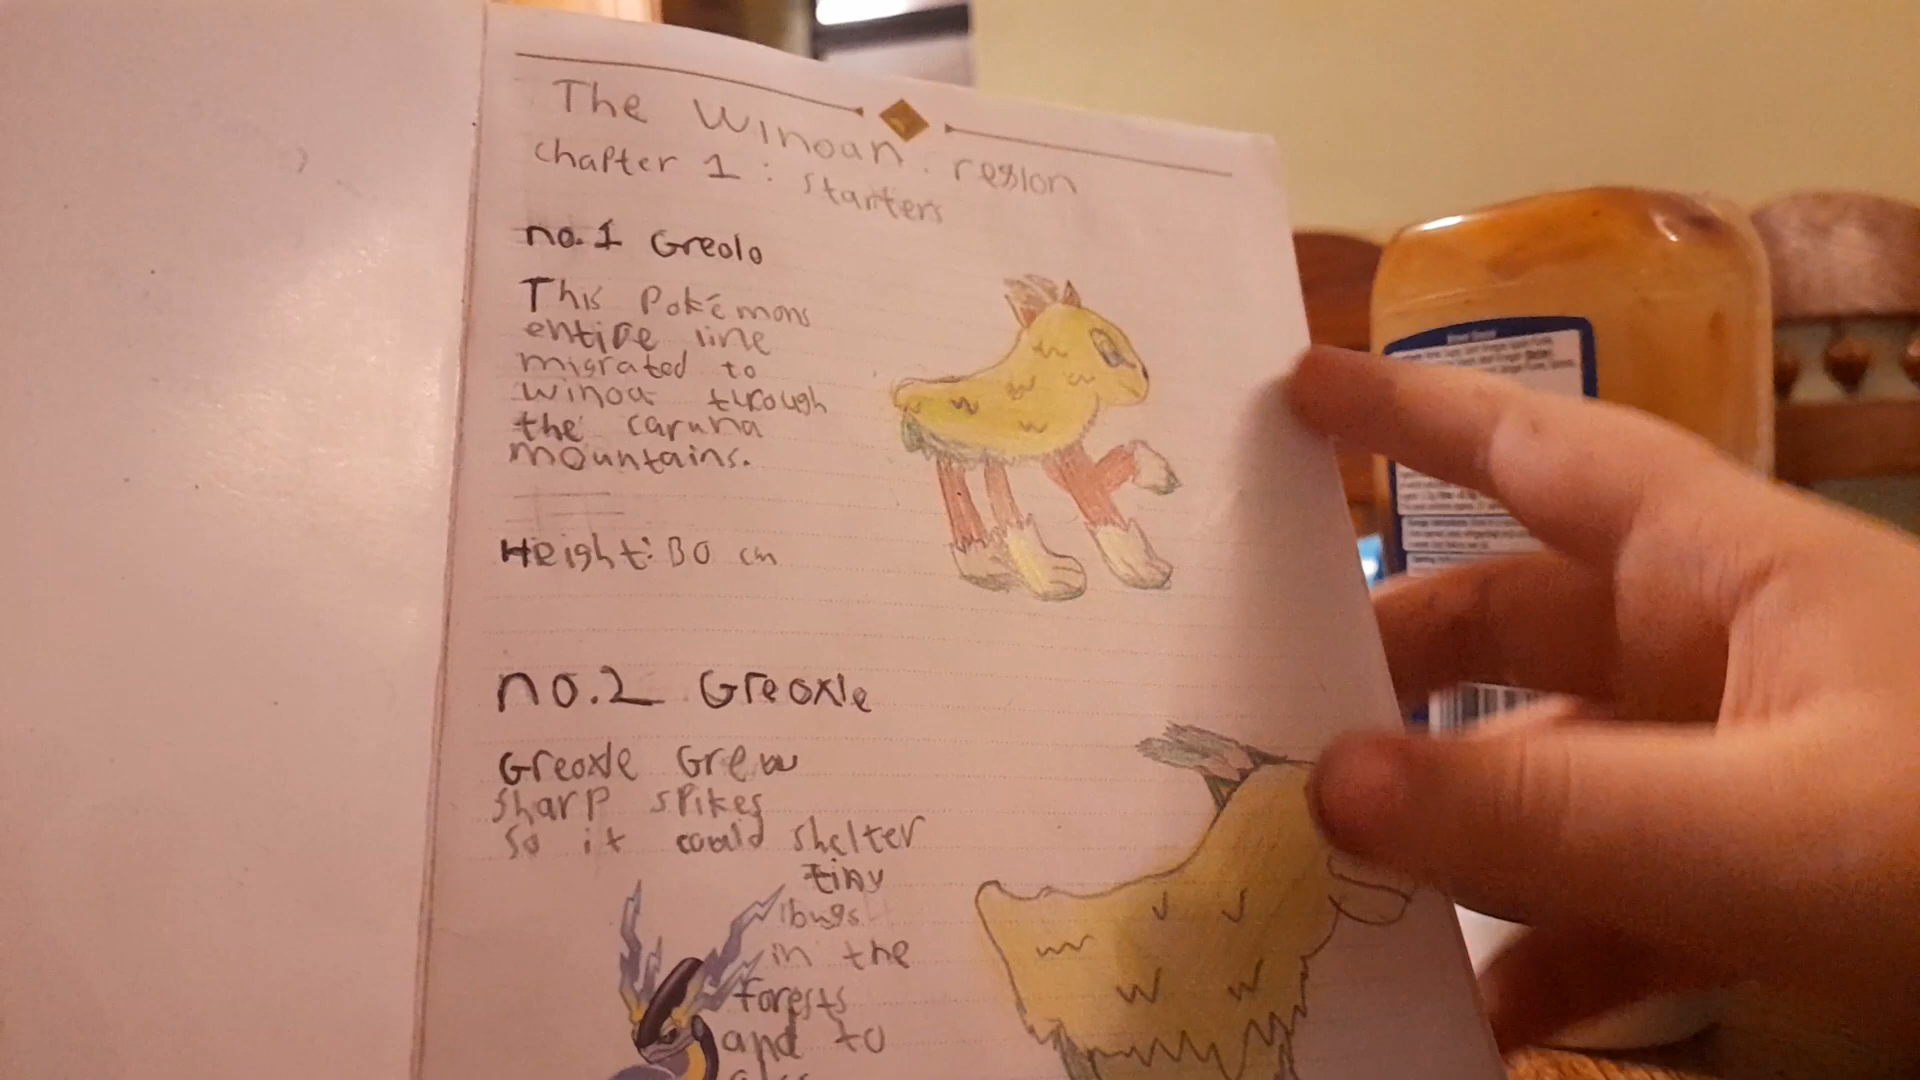 The Winoan region
Chapter 1: Starters
no.1 Greolo
This Pokémons
entire line
migrated to
winoa through
the caruna
mountains.
Height: 30 cm
no.2 Greoxle
Greoxle Grew
sharp spikes
so it could shelter
tiny
bugs
in the
forests
and to